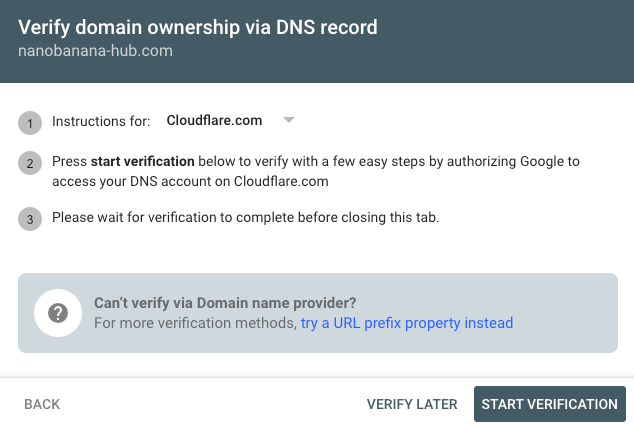 Verify domain ownership via DNS record
nanobanana-hub.com
1 Instructions for: Cloudflare.com
2 Press start verification below to verify with a few easy steps by authorizing Google to
access your DNS account on Cloudflare.com
3 Please wait for verification to complete before closing this tab.
? Can't verify via Domain name provider?
For more verification methods, try a URL prefix property instead
BACK VERIFY LATER START VERIFICATION